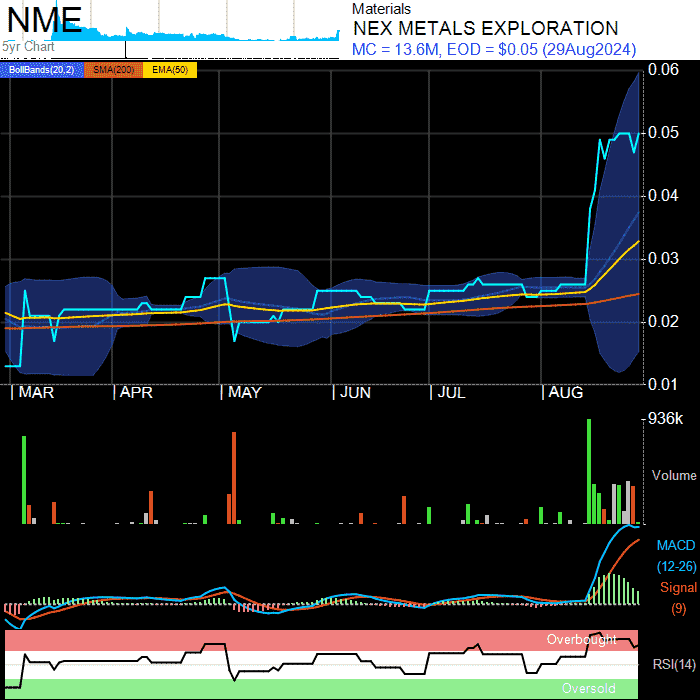 NME
5yr Chart
Materials
NEX METALS EXPLORATION
MC = 13.6M, EOD = $0.05 (29Aug2024)
BollBands(20,2) SMA(200) EMA(50)
0.06
0.05
0.04
0.03
0.02
0.01
MAR APR MAY JUN JUL AUG
936k
Volume
MACD
(12-26)
Signal
(9)
Overbought
RSI(14)
Oversold